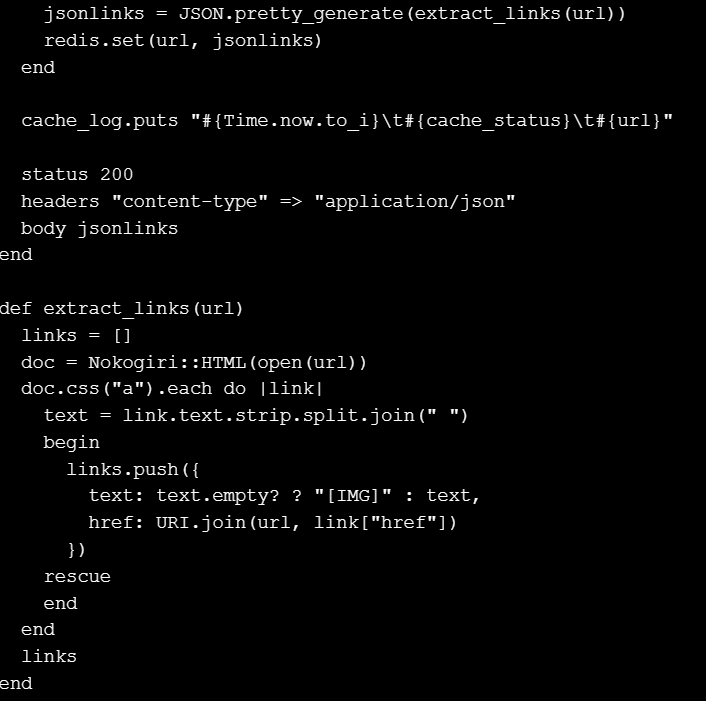 jsonlinks = JSON.pretty_generate(extract_links(url))
    redis.set(url, jsonlinks)
  end

  cache_log.puts "#{Time.now.to_i}\t#{cache_status}\t#{url}"

  status 200
  headers "content-type" => "application/json"
  body jsonlinks
end

def extract_links(url)
  links = []
  doc = Nokogiri::HTML(open(url))
  doc.css("a").each do |link|
    text = link.text.strip.split.join(" ")
    begin
      links.push({
        text: text.empty? ? "[IMG]" : text,
        href: URI.join(url, link["href"])
      })
    rescue
    end
  end
  links
end